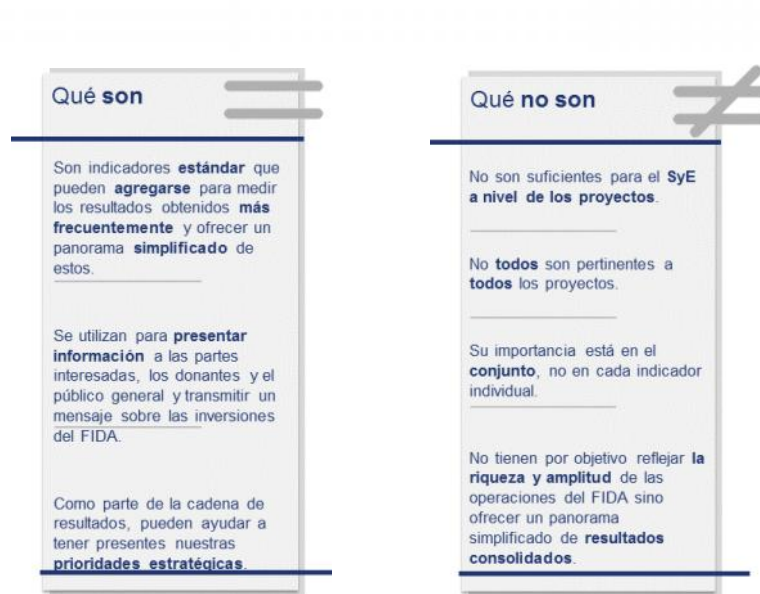 Qué son
Son indicadores estándar que
pueden agregarse para medir
los resultados obtenidos más
frecuentemente y ofrecer un
panorama simplificado de
estos.
Se utilizan para presentar
información a las partes
interesadas, los donantes y el
público general y transmitir un
mensaje sobre las inversiones
del FIDA.
Como parte de la cadena de
resultados, pueden ayudar a
tener presentes nuestras
prioridades estratégicas.
Qué no son
No son suficientes para el SyE
a nivel de los proyectos.
No todos son pertinentes a
todos los proyectos.
Su importancia está en el
conjunto, no en cada indicador
individual.
No tienen por objetivo reflejar la
riqueza y amplitud de las
operaciones del FIDA sino
ofrecer un panorama
simplificado de resultados
consolidados.